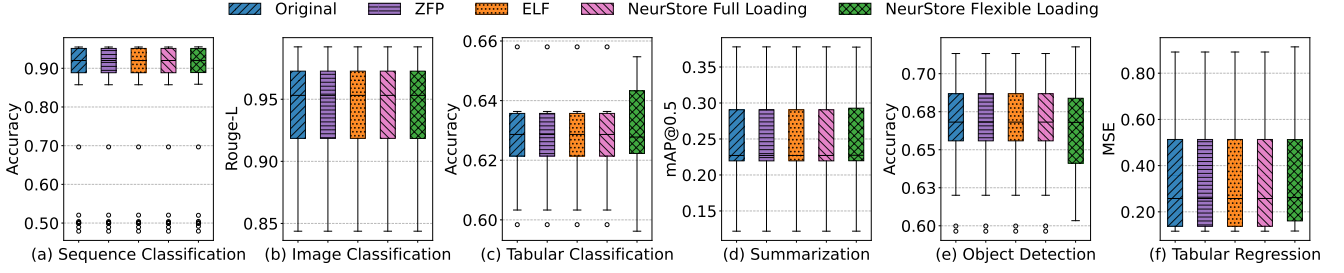 Original ZFP ELF NeurStore Full Loading NeurStore Flexible Loading
Accuracy
0.90
0.80
0.70
0.60
0.50
(a) Sequence Classification
Rouge-L
0.95
0.90
0.85
(b) Image Classification
Accuracy
0.66
0.64
0.62
0.60
(c) Tabular Classification
mAP@0.5
0.35
0.30
0.25
0.20
0.15
(d) Summarization
Accuracy
0.70
0.68
0.65
0.63
0.60
(e) Object Detection
MSE
0.80
0.60
0.40
0.20
(f) Tabular Regression